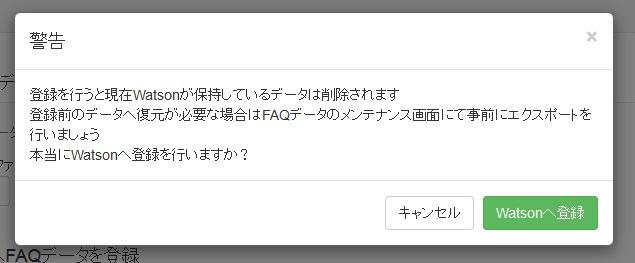 警告
×
登録を行うと現在Watsonが保持しているデータは削除されます
登録前のデータへ復元が必要な場合はFAQデータのメンテナンス画面にて事前にエクスポートを
行いましょう
本当にWatsonへ登録を行いますか？
キャンセル
Watsonへ登録
FAQデータを登録